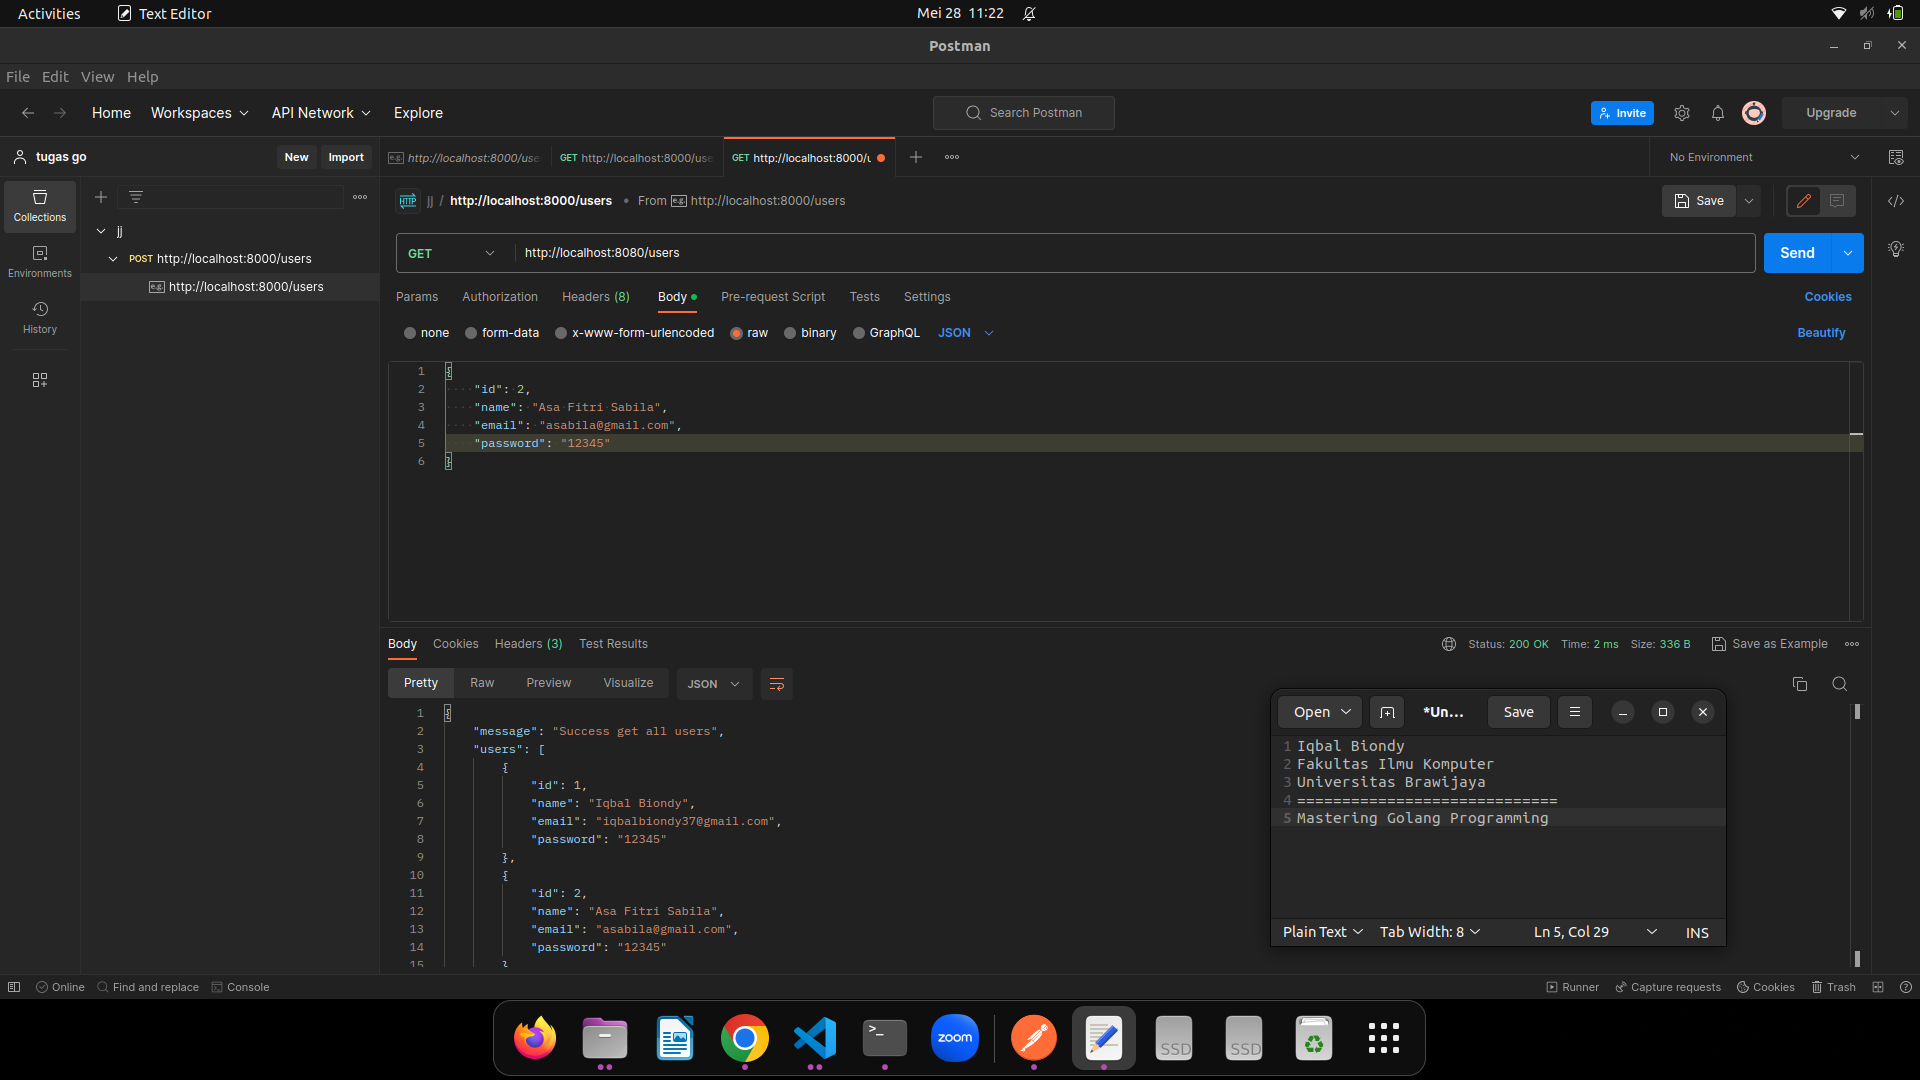 Activities Text Editor Mei 28 11:22
Postman
File Edit View Help
Home Workspaces API Network Explore Search Postman Invite Upgrade
tugas go New Import http://localhost:8000/use GET http://localhost:8000/use GET http://localhost:8000/u No Environment
Collections
Environments
History
jj
POST http://localhost:8000/users
e.g. http://localhost:8000/users
HTTP jj / http://localhost:8000/users • From e.g. http://localhost:8000/users Save
GET http://localhost:8080/users Send
Params Authorization Headers (8) Body Pre-request Script Tests Settings Cookies
none form-data x-www-form-urlencoded raw binary GraphQL JSON Beautify
1 {
2 "id": 2,
3 "name": "Asa Fitri Sabila",
4 "email": "asabila@gmail.com",
5 "password": "12345"
6 }
Body Cookies Headers (3) Test Results Status: 200 OK Time: 2 ms Size: 336 B Save as Example
Pretty Raw Preview Visualize JSON
1 {
2 "message": "Success get all users",
3 "users": [
4 {
5 "id": 1,
6 "name": "Iqbal Biondy",
7 "email": "iqbalbiondy37@gmail.com",
8 "password": "12345"
9 },
10 {
11 "id": 2,
12 "name": "Asa Fitri Sabila",
13 "email": "asabila@gmail.com",
14 "password": "12345"
15 }
Open *Un... Save
1 Iqbal Biondy
2 Fakultas Ilmu Komputer
3 Universitas Brawijaya
4 =============================
5 Mastering Golang Programming
Plain Text Tab Width: 8 Ln 5, Col 29 INS
Online Find and replace Console Runner Capture requests Cookies Trash
zoom SSD SSD